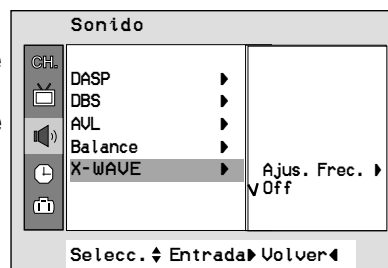 Sonido
CH.
DASP
DBS
AVL
Balance
X-WAVE
Ajus. Frec.
Off
Selecc. Entrada Volver